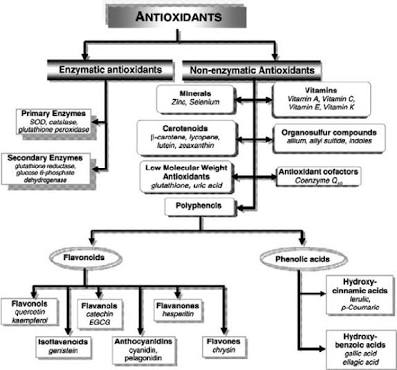 ANTIOXIDANTS
Enzymatic antioxidants
Non-enzymatic Antioxidants
Primary Enzymes
SOD, catalase,
glutathione peroxidase
Secondary Enzymes
glutathione reductase,
glucose 6-phosphate
dehydrogenase
Minerals
Zinc, Selenium
Vitamins
Vitamin A, Vitamin C,
Vitamin E, Vitamin K
Carotenoids
β-carotene, lycopene,
lutein, zeaxanthin
Organosulfur compounds
allium, allyl sulfide, indoles
Low Molecular Weight
Antioxidants
glutathione, uric acid
Antioxidant cofactors
Coenzyme Q10
Polyphenols
Flavonoids
Phenolic acids
Flavonols
quercetin
kaempferol
Flavanols
catechin
EGCG
Flavanones
hesperitin
Isoflavenoids
genistein
Anthocyanidins
cyanidin,
pelagonidin
Flavones
chrysin
Hydroxy-
cinnamic acids
ferulic,
p-Coumaric
Hydroxy-
benzoic acids
gallic acid
ellagic acid